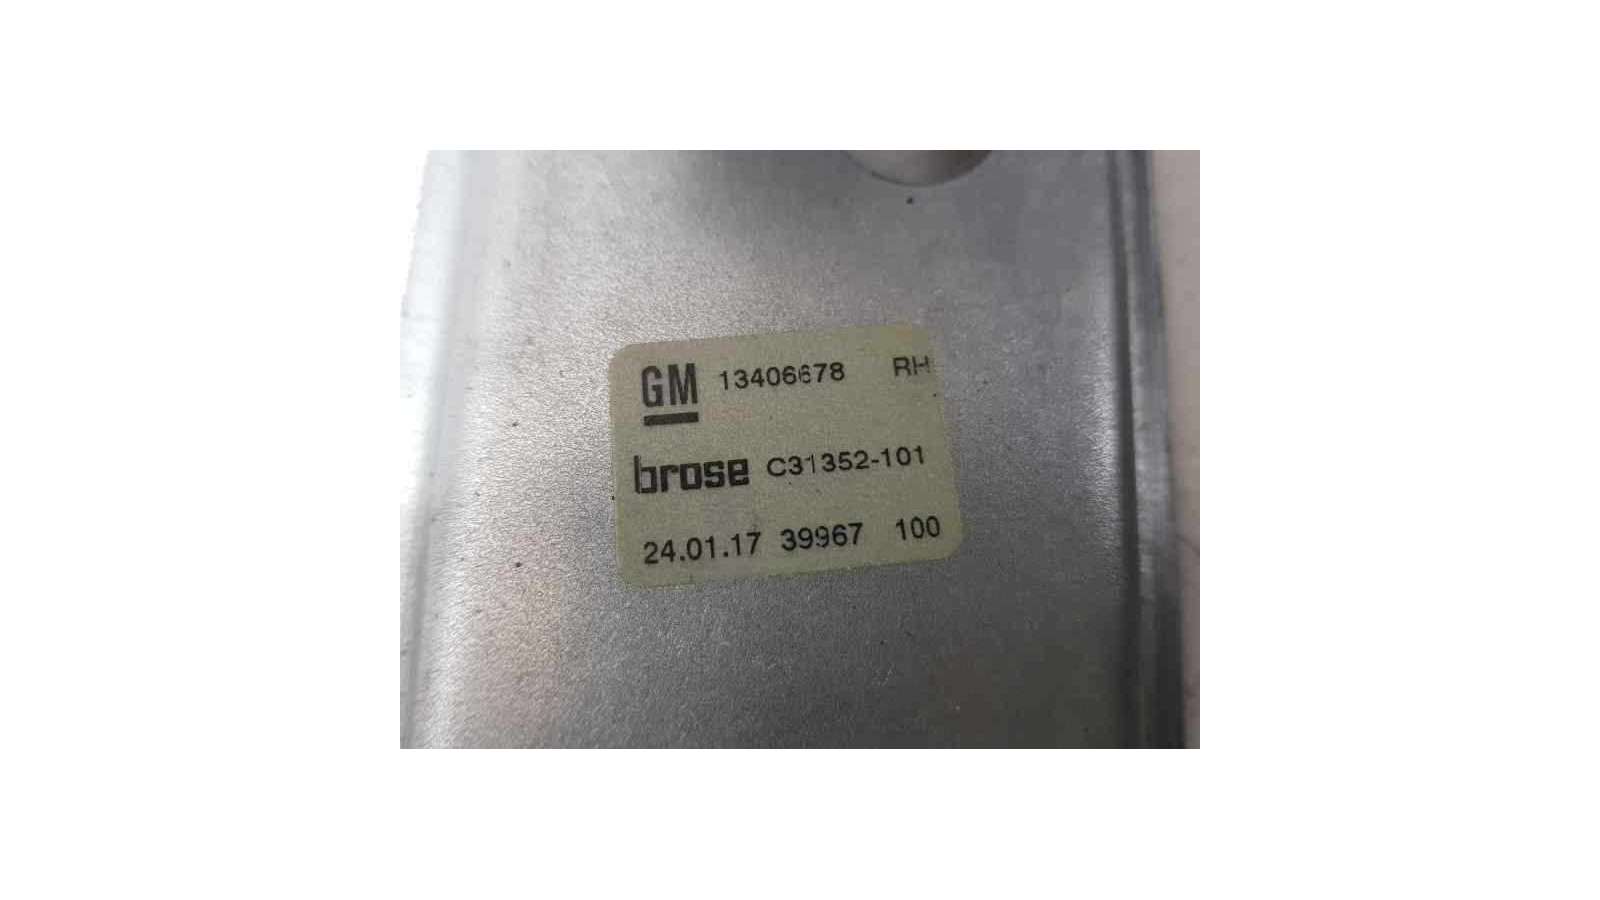 GM 13406678 RH
brose C31352-101
24.01.17 39967 100